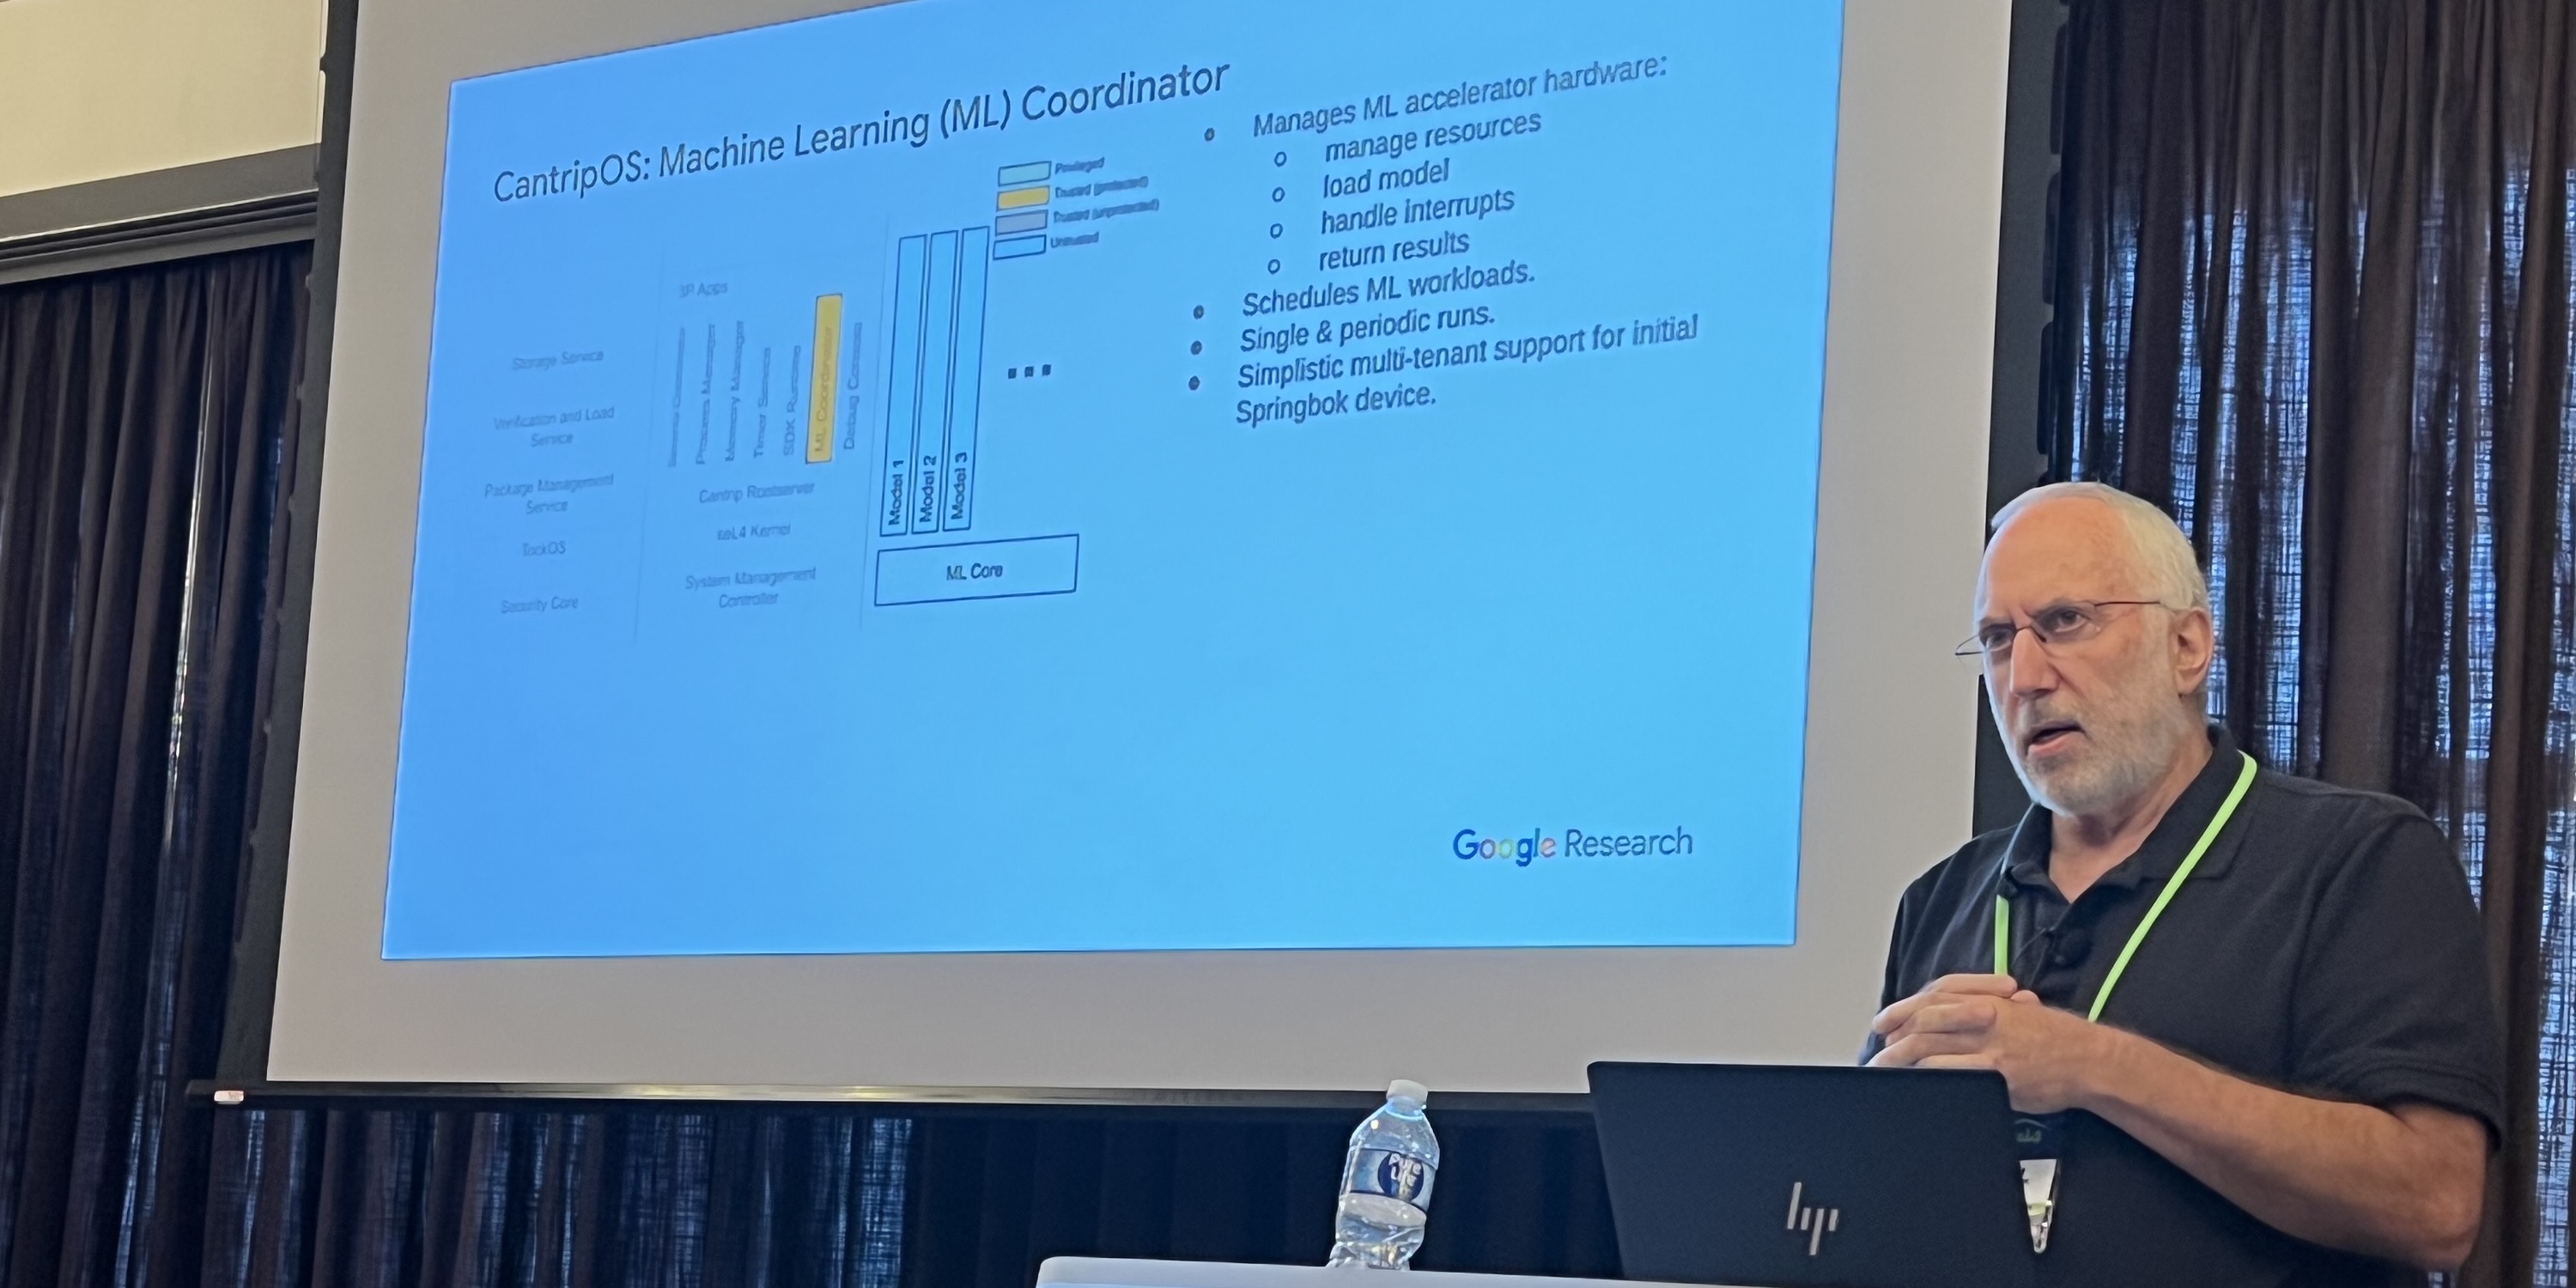 CantripOS: Machine Learning (ML) Coordinator
Privileged
Trusted (protected)
Trusted (unprotected)
Untrusted
3P Apps
Storage Service
Verification and Load
Service
Package Management
Service
TockOS
Security Core
Process Manager
Memory Manager
Timer Service
SDK Runtime
ML Coordinator
Debug Console
Cantrip Rootserver
seL4 Kernel
System Management
Controller
Model 1
Model 2
Model 3
...
ML Core
• Manages ML accelerator hardware:
o manage resources
o load model
o handle interrupts
o return results
• Schedules ML workloads.
• Single & periodic runs.
• Simplistic multi-tenant support for initial
Springbok device.
Google Research
Pure
Life
hp